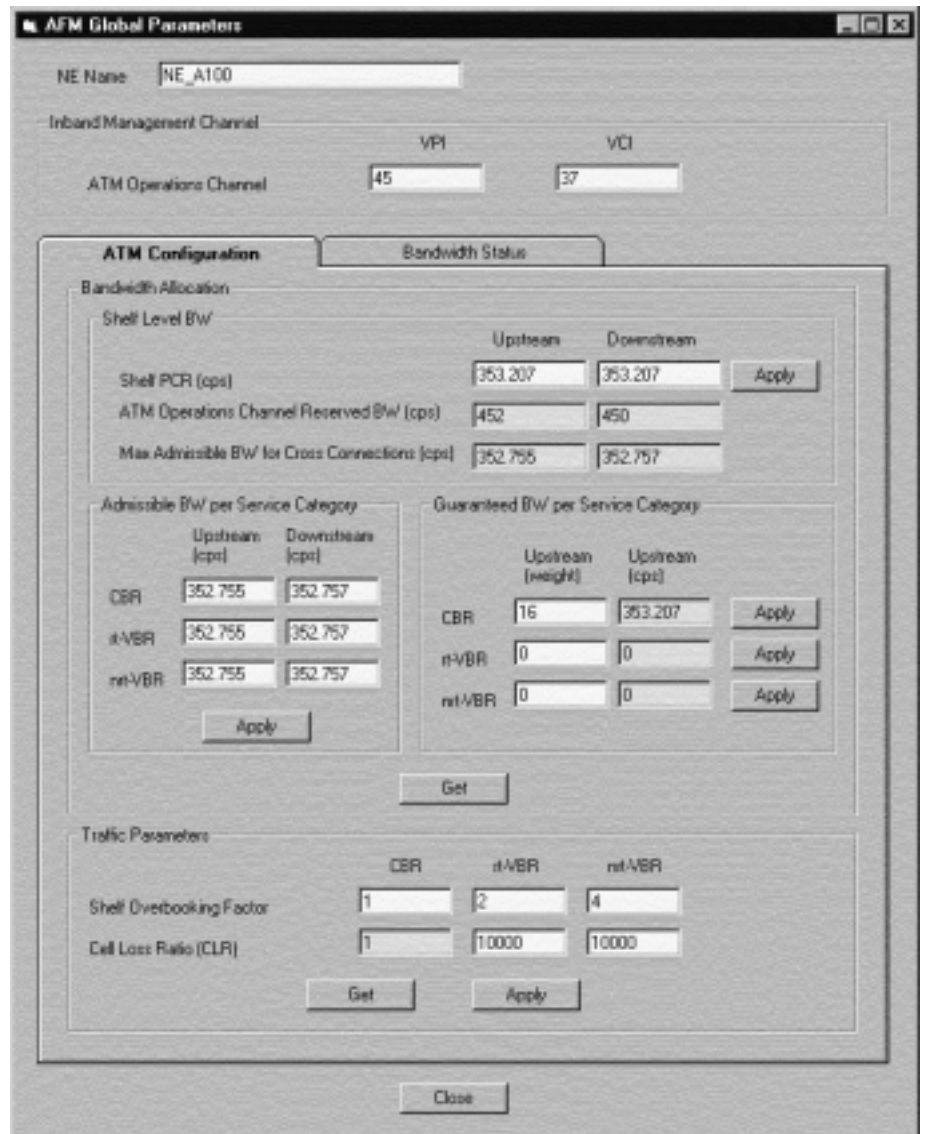 AFM Global Parameters
NE Name NE_A100
Inband Management Channel
VPI VCI
ATM Operations Channel 45 37
ATM Configuration Bandwidth Status
Bandwidth Allocation
Shelf Level BW
Upstream Downstream
Shelf PCR (cps) 353.207 353.207 Apply
ATM Operations Channel Reserved BW (cps) 452 450
Max Admissible BW for Cross Connections (cps) 352.755 352.757
Admissible BW per Service Category
Upstream (cps) Downstream (cps)
CBR 352.755 352.757
rt-VBR 352.755 352.757
nrt-VBR 352.755 352.757
Apply
Guaranteed BW per Service Category
Upstream (weight) Upstream (cps)
CBR 16 353.207 Apply
rt-VBR 0 0 Apply
nrt-VBR 0 0 Apply
Get
Traffic Parameters
CBR rt-VBR nrt-VBR
Shelf Overbooking Factor 1 2 4
Cell Loss Ratio (CLR) 1 10000 10000
Get Apply
Close